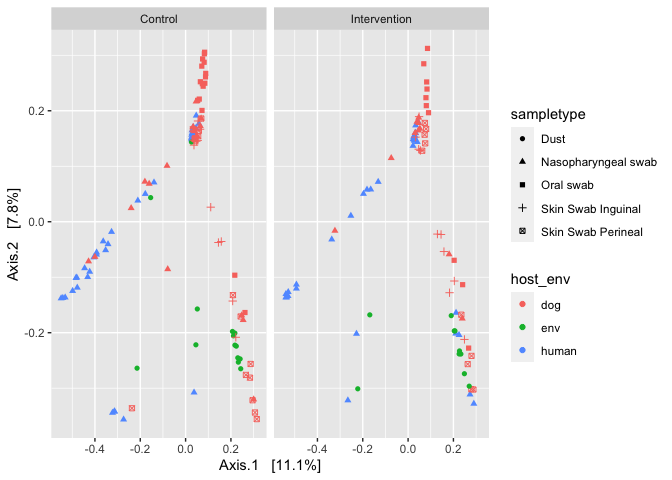 Control
Intervention
0.2
0.0
-0.2
Axis.2 [7.8%]
-0.4 -0.2 0.0 0.2
-0.4 -0.2 0.0 0.2
Axis.1 [11.1%]
sampletype
Dust
Nasopharyngeal swab
Oral swab
Skin Swab Inguinal
Skin Swab Perineal
host_env
dog
env
human